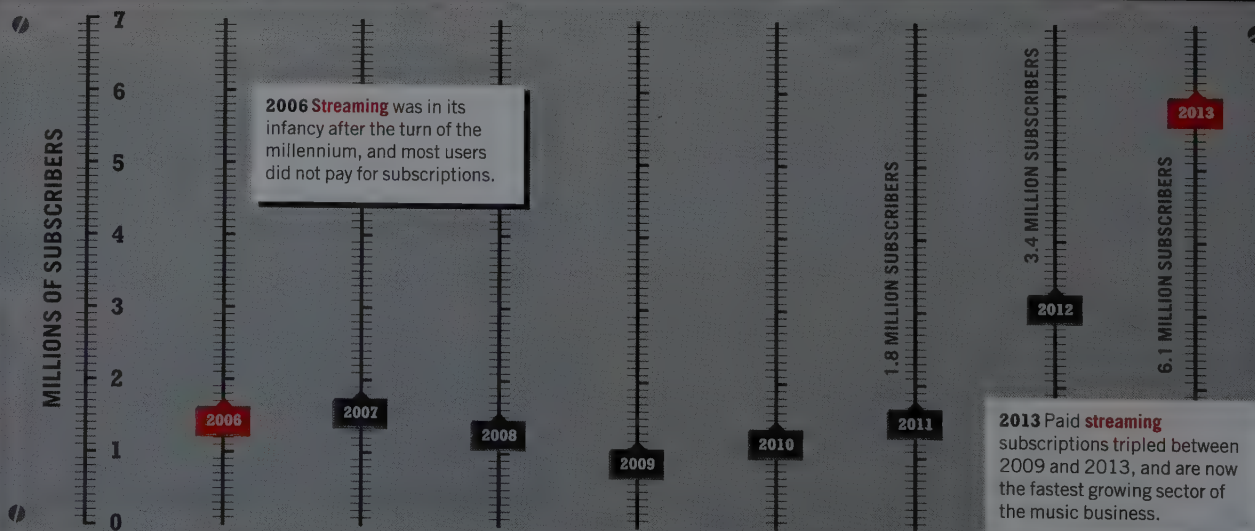 MILLIONS OF SUBSCRIBERS
7
6
5
4
3
2
1
0
2006 Streaming was in its
infancy after the turn of the
millennium, and most users
did not pay for subscriptions.
2006
2007
2008
2009
2010
1.8 MILLION SUBSCRIBERS
2011
3.4 MILLION SUBSCRIBERS
2012
6.1 MILLION SUBSCRIBERS
2013
2013 Paid streaming
subscriptions tripled between
2009 and 2013, and are now
the fastest growing sector of
the music business.